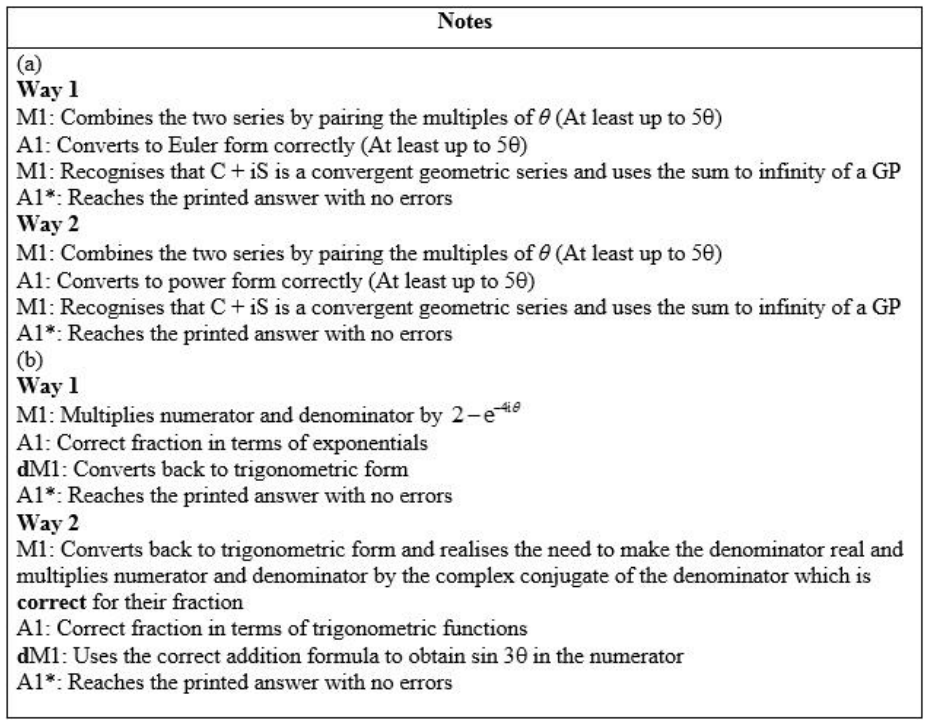 Notes
(a)
Way 1
M1: Combines the two series by pairing the multiples of θ (At least up to 5θ)
A1: Converts to Euler form correctly (At least up to 5θ)
M1: Recognises that C + iS is a convergent geometric series and uses the sum to infinity of a GP
A1*: Reaches the printed answer with no errors
Way 2
M1: Combines the two series by pairing the multiples of θ (At least up to 5θ)
A1: Converts to power form correctly (At least up to 5θ)
M1: Recognises that C + iS is a convergent geometric series and uses the sum to infinity of a GP
A1*: Reaches the printed answer with no errors
(b)
Way 1
M1: Multiplies numerator and denominator by 2 − e^{−4iθ}
A1: Correct fraction in terms of exponentials
dM1: Converts back to trigonometric form
A1*: Reaches the printed answer with no errors
Way 2
M1: Converts back to trigonometric form and realises the need to make the denominator real and
multiplies numerator and denominator by the complex conjugate of the denominator which is
correct for their fraction
A1: Correct fraction in terms of trigonometric functions
dM1: Uses the correct addition formula to obtain sin 3θ in the numerator
A1*: Reaches the printed answer with no errors